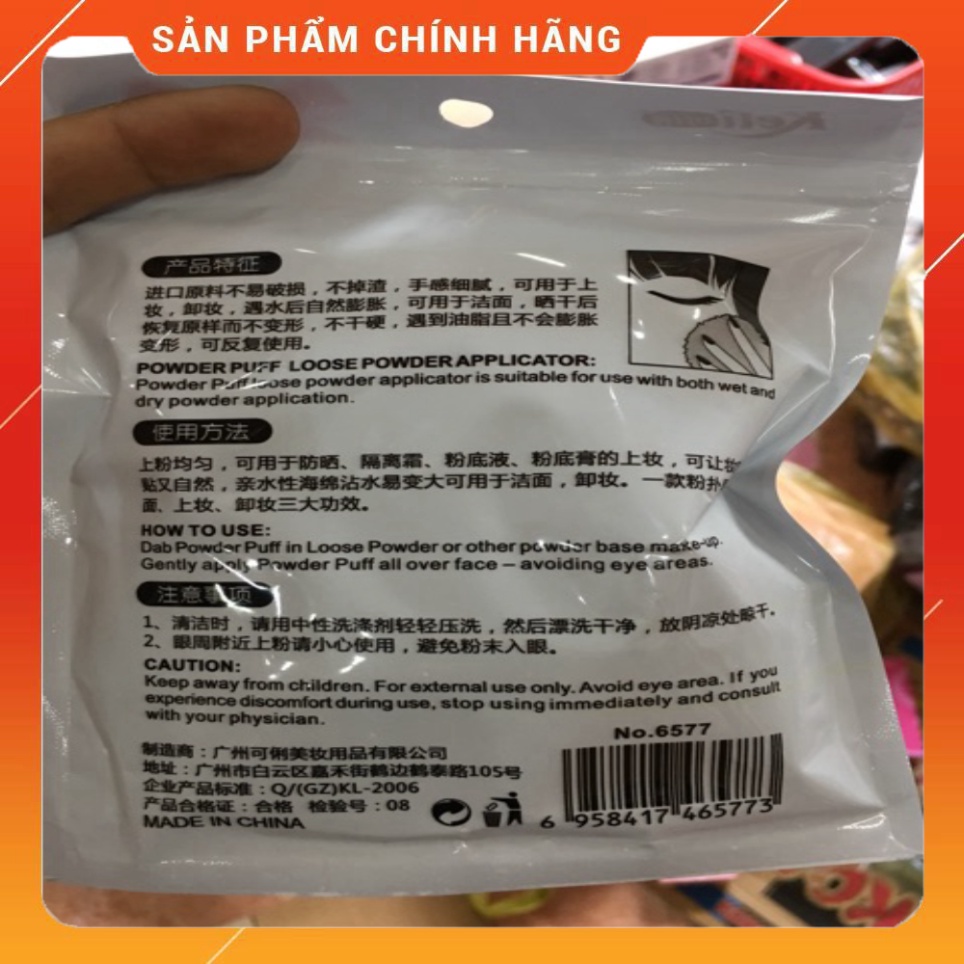 SẢN PHẨM CHÍNH HÃNG
产品特征
进口原料不易破损，不掉渣，手感细腻，可用于上
妆，卸妆，遇水后自然膨胀，可用于洁面，晒干后
恢复原样而不变形，不干硬，遇到油脂且不会膨胀
变形，可反复使用。
POWDER PUFF LOOSE POWDER APPLICATOR:
Powder Puff loose powder applicator is suitable for use with both wet and
dry powder application.
使用方法
上粉均匀，可用于防晒、隔离霜、粉底液、粉底膏的上妆，可让妆
贴又自然，亲水性海绵沾水易变大可用于洁面，卸妆。一款粉扑
面、上妆、卸妆三大功效。
HOW TO USE:
Dab Powder Puff in Loose Powder or other powder base make-up.
Gently apply Powder Puff all over face – avoiding eye areas.
注意事项
1、清洁时，请用中性洗涤剂轻轻压洗，然后漂洗干净，放阴凉处晾干。
2、眼周附近上粉请小心使用，避免粉末入眼。
CAUTION:
Keep away from children. For external use only. Avoid eye area. If you
experience discomfort during use, stop using immediately and consult
with your physician.
No.6577
制造商：广州可俐美妆用品有限公司
地址：广州市白云区嘉禾街鹤边鹤泰路105号
企业产品标准：Q/(GZ)KL-2006
产品合格证：合格 检验号：08
MADE IN CHINA
6 958417 465773